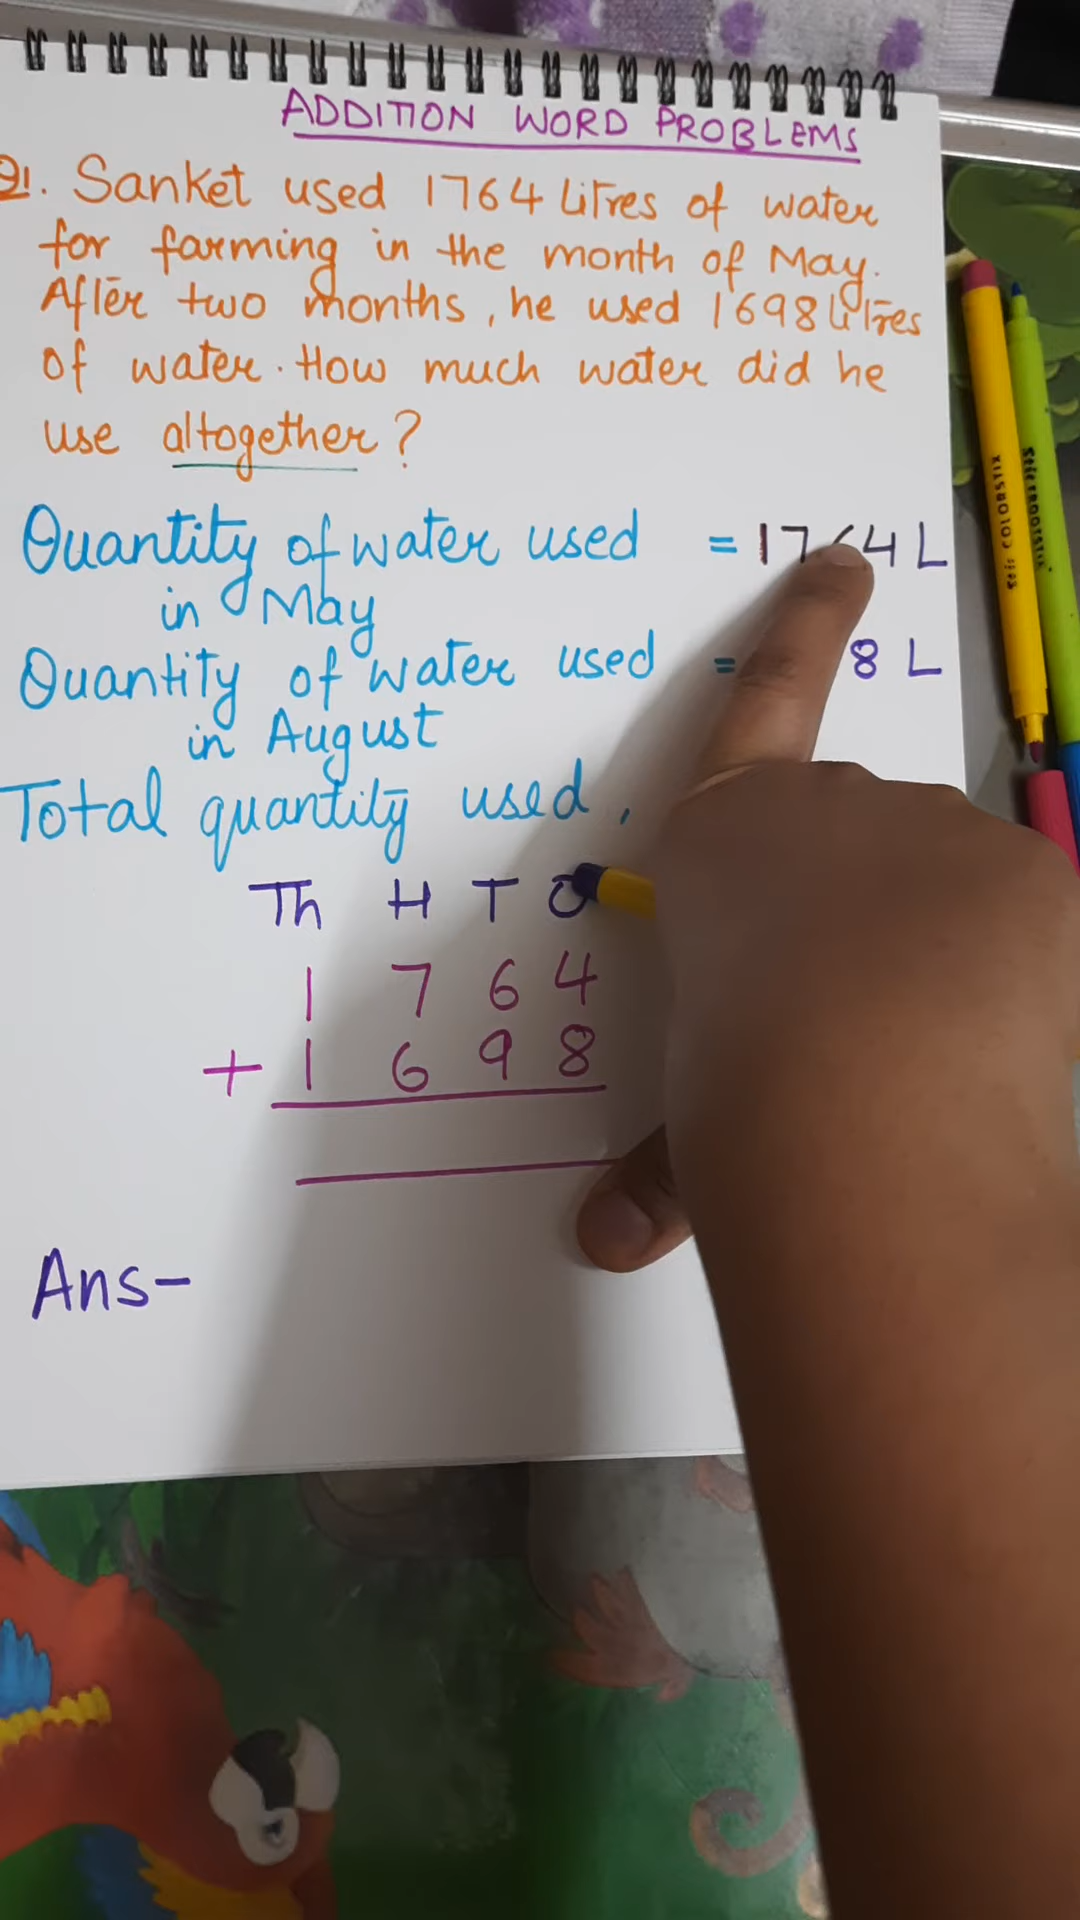 ADDITION WORD PROBLEMS
Q1. Sanket used 1764 Litres of water
for farming in the month of May.
After two months, he used 1698 Litres
of water. How much water did he
use altogether?
Quantity of water used = 1764 L
in May
Quantity of water used = 8 L
in August
Total quantity used,
Th H T O
1 7 6 4
+ 1 6 9 8
Ans-
COLORSTIX